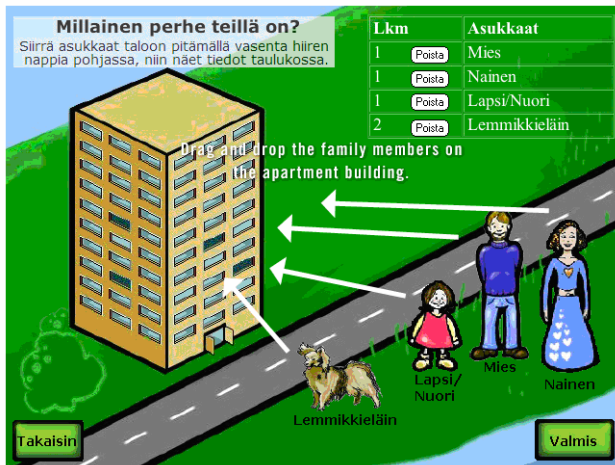 Millainen perhe teillä on?
Siirrä asukkaat taloon pitämällä vasenta hiiren
nappia pohjassa, niin näet tiedot taulukossa.
Lkm Asukkaat
1 Poista Mies
1 Poista Nainen
1 Poista Lapsi/Nuori
2 Poista Lemmikkieläin
Drag and drop the family members on
the apartment building.
Lapsi/
Nuori
Mies
Nainen
Lemmikkieläin
Takaisin
Valmis